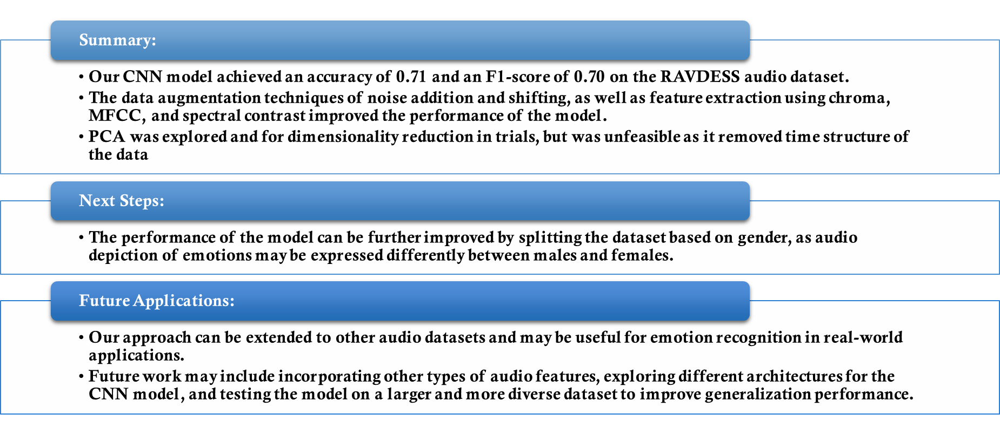 Summary:
• Our CNN model achieved an accuracy of 0.71 and an F1-score of 0.70 on the RAVDESS audio dataset.
• The data augmentation techniques of noise addition and shifting, as well as feature extraction using chroma,
MFCC, and spectral contrast improved the performance of the model.
• PCA was explored and for dimensionality reduction in trials, but was unfeasible as it removed time structure of
the data
Next Steps:
• The performance of the model can be further improved by splitting the dataset based on gender, as audio
depiction of emotions may be expressed differently between males and females.
Future Applications:
• Our approach can be extended to other audio datasets and may be useful for emotion recognition in real-world
applications.
• Future work may include incorporating other types of audio features, exploring different architectures for the
CNN model, and testing the model on a larger and more diverse dataset to improve generalization performance.